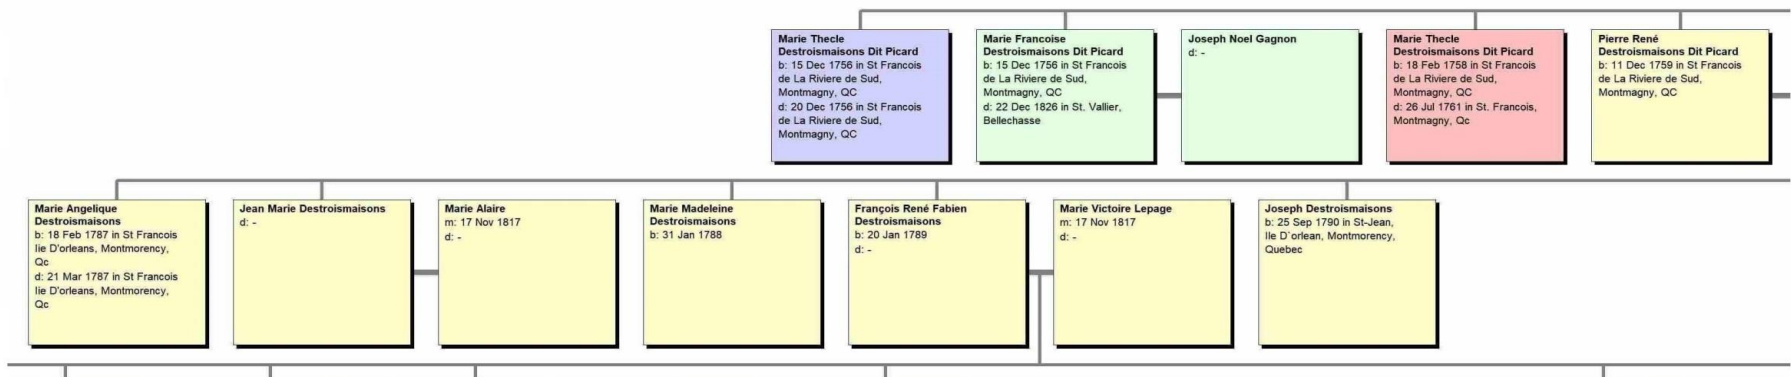 Marie Thecle
Destroismaisons Dit Picard
b: 15 Dec 1756 in St Francois
de La Riviere de Sud,
Montmagny, QC
d: 20 Dec 1756 in St Francois
de La Riviere de Sud,
Montmagny, QC
Marie Francoise
Destroismaisons Dit Picard
b: 15 Dec 1756 in St Francois
de La Riviere de Sud,
Montmagny, QC
d: 22 Dec 1826 in St. Vallier,
Bellechasse
Joseph Noel Gagnon
d: -
Marie Thecle
Destroismaisons Dit Picard
b: 18 Feb 1758 in St Francois
de La Riviere de Sud,
Montmagny, QC
d: 26 Jul 1761 in St. Francois,
Montmagny, Qc
Pierre René
Destroismaisons Dit Picard
b: 11 Dec 1759 in St Francois
de La Riviere de Sud,
Montmagny, QC
Marie Angelique
Destroismaisons
b: 18 Feb 1787 in St Francois
Iie D'orleans, Montmorency,
Qc
d: 21 Mar 1787 in St Francois
Iie D'orleans, Montmorency,
Qc
Jean Marie Destroismaisons
d: -
Marie Alaire
m: 17 Nov 1817
d: -
Marie Madeleine
Destroismaisons
b: 31 Jan 1788
François René Fabien
Destroismaisons
b: 20 Jan 1789
d: -
Marie Victoire Lepage
m: 17 Nov 1817
d: -
Joseph Destroismaisons
b: 25 Sep 1790 in St-Jean,
Ile D`orlean, Montmorency,
Quebec